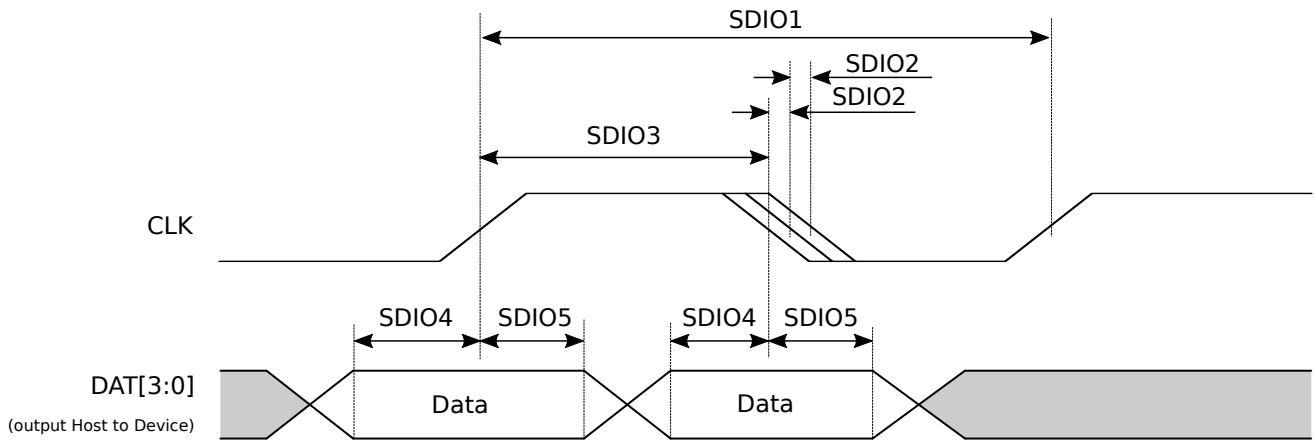 SDIO1
SDIO2
SDIO2
SDIO3
CLK
SDIO4 SDIO5 SDIO4 SDIO5
DAT[3:0] 
Data Data
(output Host to Device)